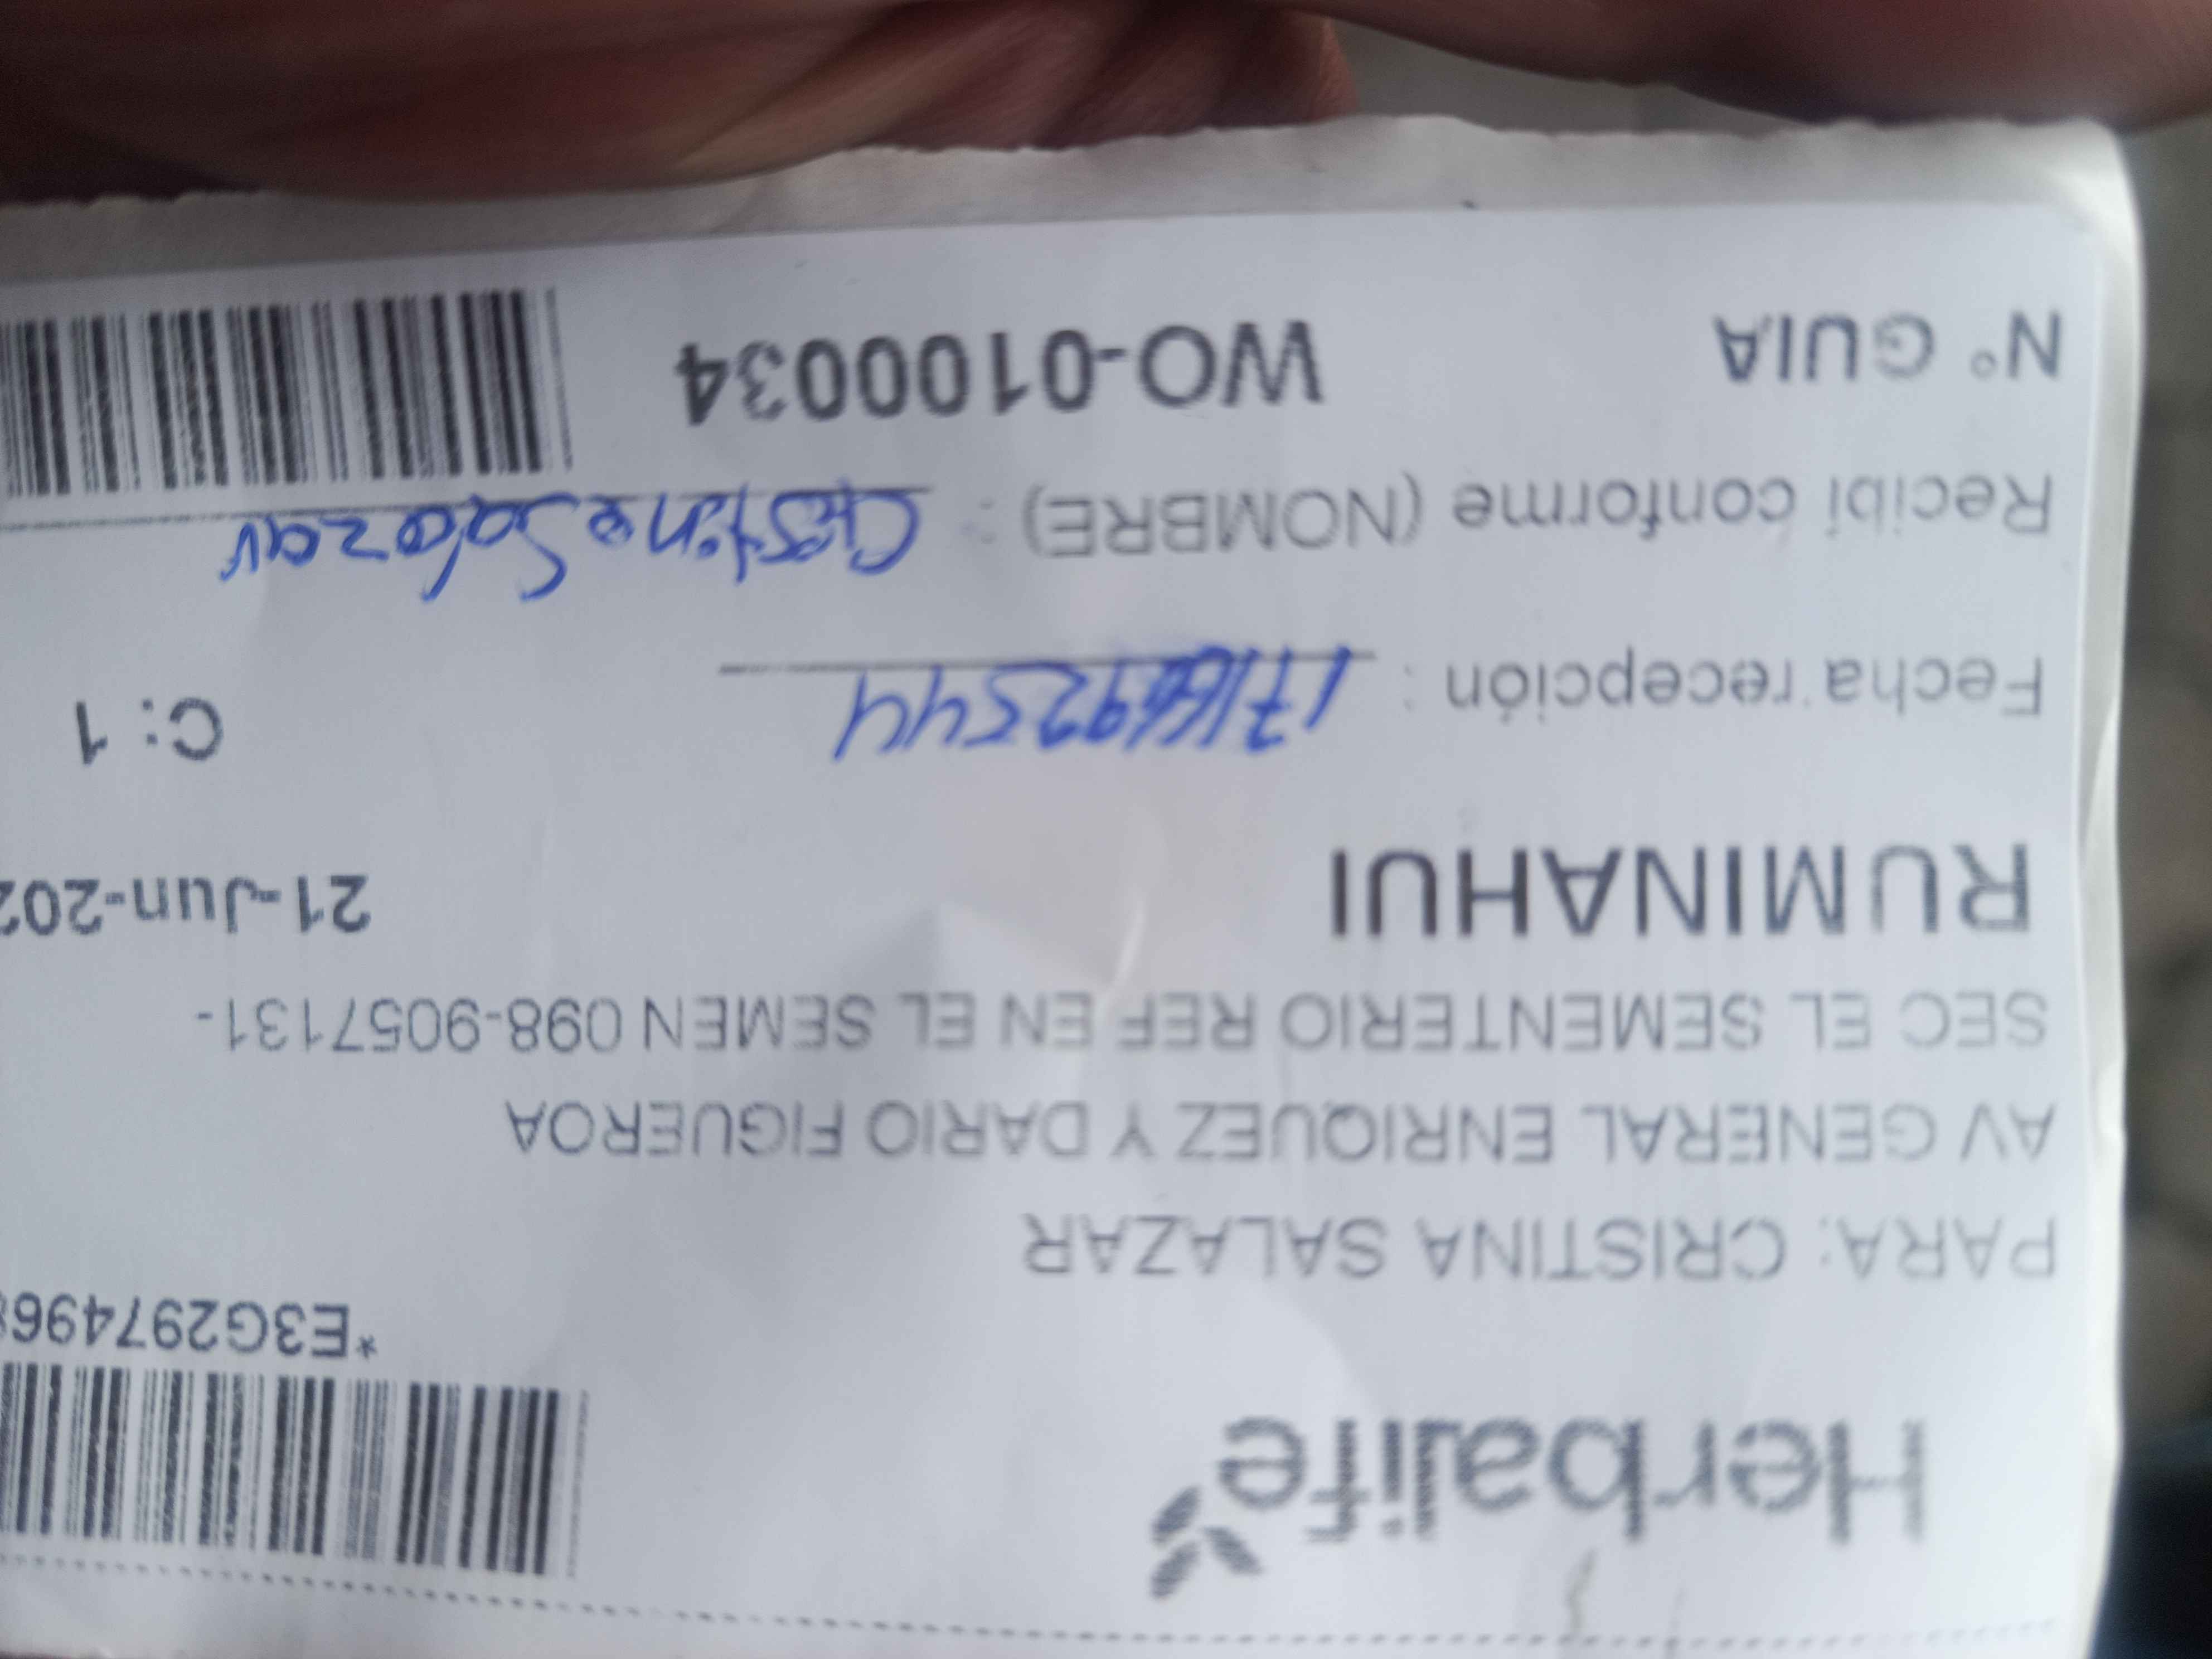 Herbalife
*E3G297496
PARA: CRISTINA SALAZAR
AV GENERAL ENRIQUEZ Y DARIO FIGUEROA
SEC EL SEMENTERIO REF EN EL SEMEN 098-9057131-
RUMINAHUI 21-Jun-202
Fecha recepción : C: 1
Recibí conforme (NOMBRE) : Cristina Salazar
N° GUIA WO-0100034